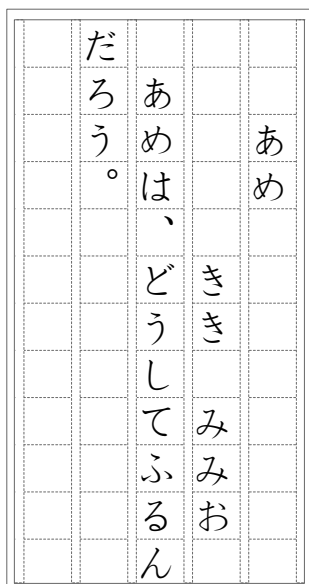 あめ
きき　みみお
あめは、どうしてふるん
だろう。